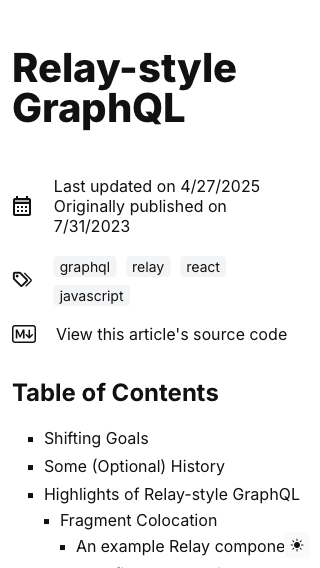 Relay-style
GraphQL
Last updated on 4/27/2025
Originally published on
7/31/2023
graphql relay react
javascript
View this article's source code
Table of Contents
Shifting Goals
Some (Optional) History
Highlights of Relay-style GraphQL
Fragment Colocation
An example Relay compone